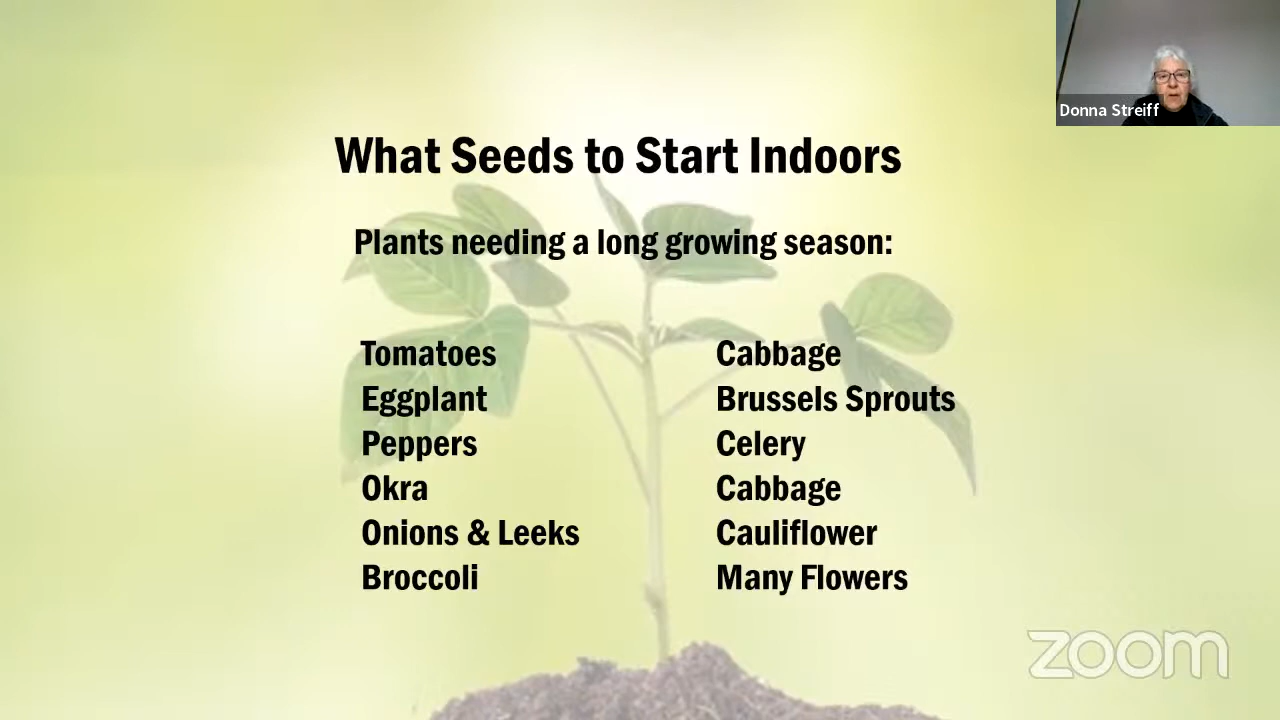 Donna Streiff
What Seeds to Start Indoors
Plants needing a long growing season:
Tomatoes
Eggplant
Peppers
Okra
Onions & Leeks
Broccoli
Cabbage
Brussels Sprouts
Celery
Cabbage
Cauliflower
Many Flowers
zoom